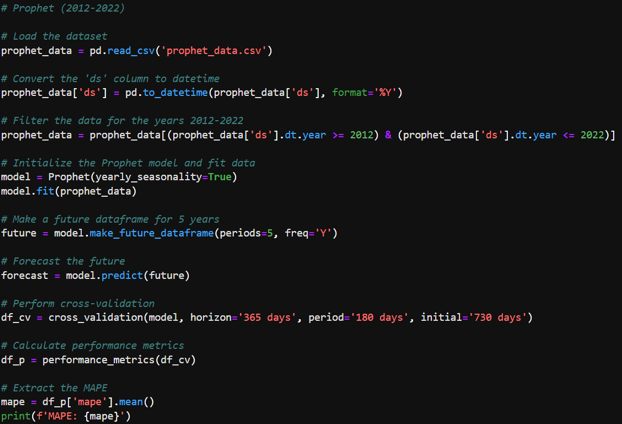 # Prophet (2012-2022)
# Load the dataset
prophet_data = pd.read_csv('prophet_data.csv')
# Convert the 'ds' column to datetime
prophet_data['ds'] = pd.to_datetime(prophet_data['ds'], format='%Y')
# Filter the data for the years 2012-2022
prophet_data = prophet_data[(prophet_data['ds'].dt.year >= 2012) & (prophet_data['ds'].dt.year <= 2022)]
# Initialize the Prophet model and fit data
model = Prophet(yearly_seasonality=True)
model.fit(prophet_data)
# Make a future dataframe for 5 years
future = model.make_future_dataframe(periods=5, freq='Y')
# Forecast the future
forecast = model.predict(future)
# Perform cross-validation
df_cv = cross_validation(model, horizon='365 days', period='180 days', initial='730 days')
# Calculate performance metrics
df_p = performance_metrics(df_cv)
# Extract the MAPE
mape = df_p['mape'].mean()
print(f'MAPE: {mape}')